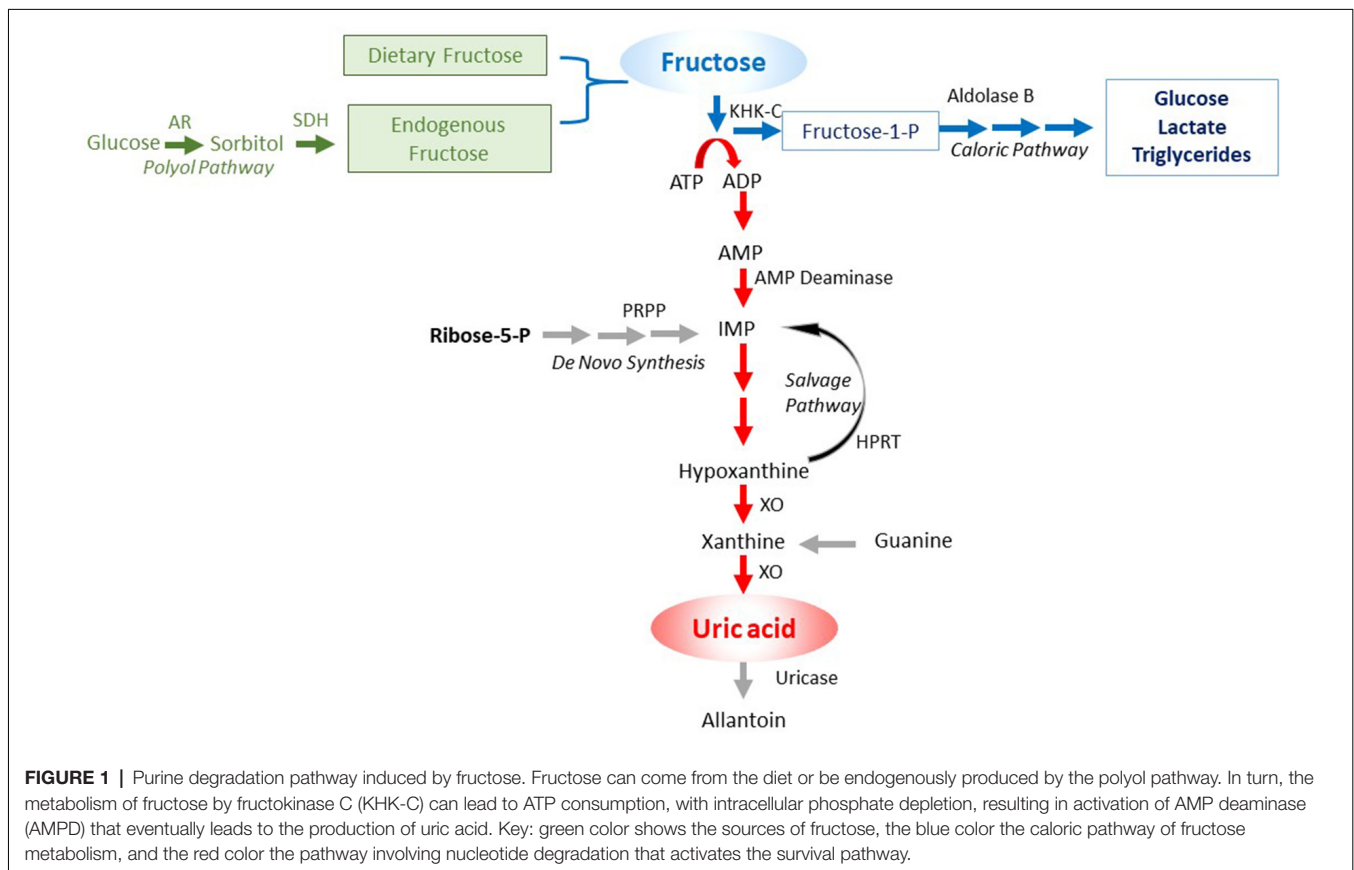 Dietary Fructose
Fructose
AR
SDH
Glucose
Sorbitol
Polyol Pathway
Endogenous
Fructose
KHK-C
Fructose-1-P
Aldolase B
Caloric Pathway
Glucose
Lactate
Triglycerides
ATP
ADP
AMP
AMP Deaminase
Ribose-5-P
PRPP
De Novo Synthesis
IMP
Salvage
Pathway
HPRT
Hypoxanthine
XO
Xanthine
Guanine
XO
Uric acid
Uricase
Allantoin
FIGURE 1 | Purine degradation pathway induced by fructose. Fructose can come from the diet or be endogenously produced by the polyol pathway. In turn, the
metabolism of fructose by fructokinase C (KHK-C) can lead to ATP consumption, with intracellular phosphate depletion, resulting in activation of AMP deaminase
(AMPD) that eventually leads to the production of uric acid. Key: green color shows the sources of fructose, the blue color the caloric pathway of fructose
metabolism, and the red color the pathway involving nucleotide degradation that activates the survival pathway.